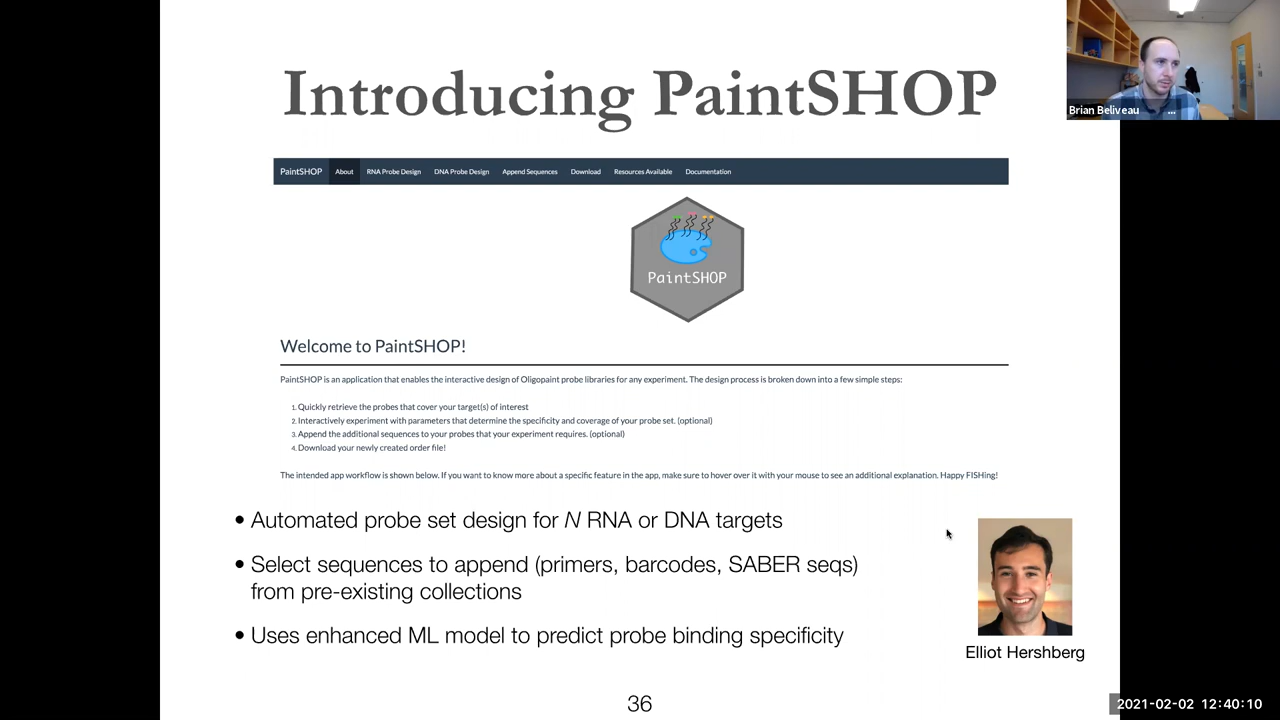 Introducing PaintSHOP
Brian Beliveau ...
PaintSHOP About RNA Probe Design DNA Probe Design Append Sequences Download Resources Available Documentation
PaintSHOP
Welcome to PaintSHOP!
PaintSHOP is an application that enables the interactive design of Oligopaint probe libraries for any experiment. The design process is broken down into a few simple steps:
1. Quickly retrieve the probes that cover your target(s) of interest
2. Interactively experiment with parameters that determine the specificity and coverage of your probe set. (optional)
3. Append the additional sequences to your probes that your experiment requires. (optional)
4. Download your newly created order file!
The intended app workflow is shown below. If you want to know more about a specific feature in the app, make sure to hover over it with your mouse to see an additional explanation. Happy FISHing!
• Automated probe set design for N RNA or DNA targets
• Select sequences to append (primers, barcodes, SABER seqs)
from pre-existing collections
• Uses enhanced ML model to predict probe binding specificity
Elliot Hershberg
36
2021-02-02 12:40:10